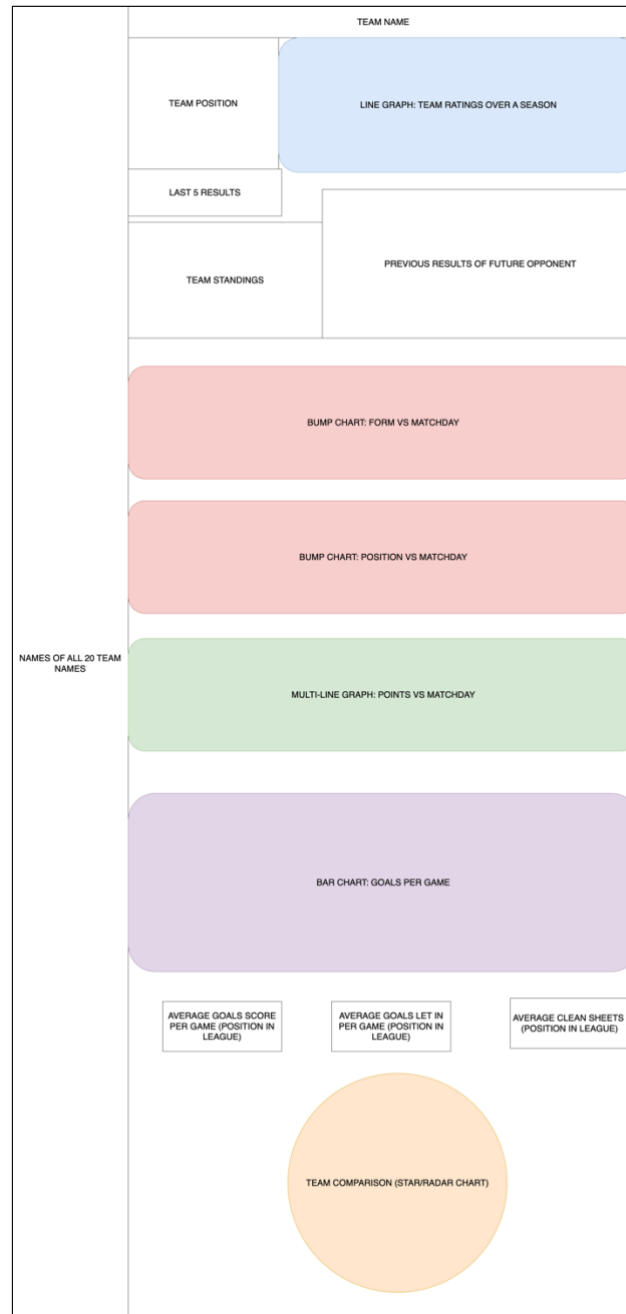 TEAM NAME
TEAM POSITION
LINE GRAPH: TEAM RATINGS OVER A SEASON
LAST 5 RESULTS
TEAM STANDINGS
PREVIOUS RESULTS OF FUTURE OPPONENT
BUMP CHART: FORM VS MATCHDAY
BUMP CHART: POSITION VS MATCHDAY
NAMES OF ALL 20 TEAM
NAMES
MULTI-LINE GRAPH: POINTS VS MATCHDAY
BAR CHART: GOALS PER GAME
AVERAGE GOALS SCORE
PER GAME (POSITION IN
LEAGUE)
AVERAGE GOALS LET IN
PER GAME (POSITION IN
LEAGUE)
AVERAGE CLEAN SHEETS
(POSITION IN LEAGUE)
TEAM COMPARISON (STAR/RADAR CHART)